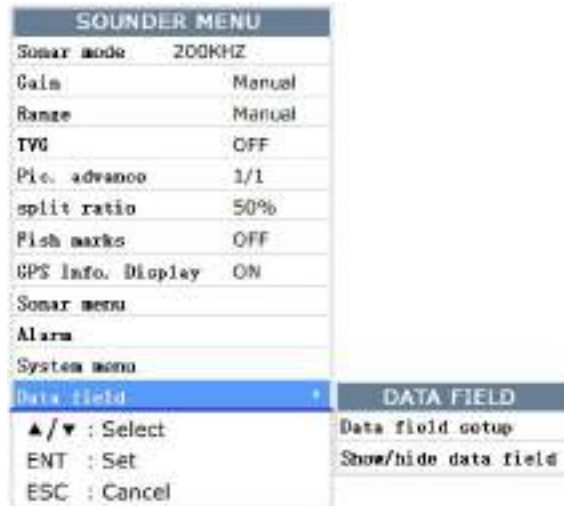 SOUNDER MENU
Sonar mode 200KHZ
Gain Manual
Range Manual
TVG OFF
Pic. advance 1/1
split ratio 50%
Fish marks OFF
GPS Info. Display ON
Sonar menu
Alarm
System menu
Data field
▲/▼ : Select
ENT : Set
ESC : Cancel
DATA FIELD
Data field setup
Show/hide data field